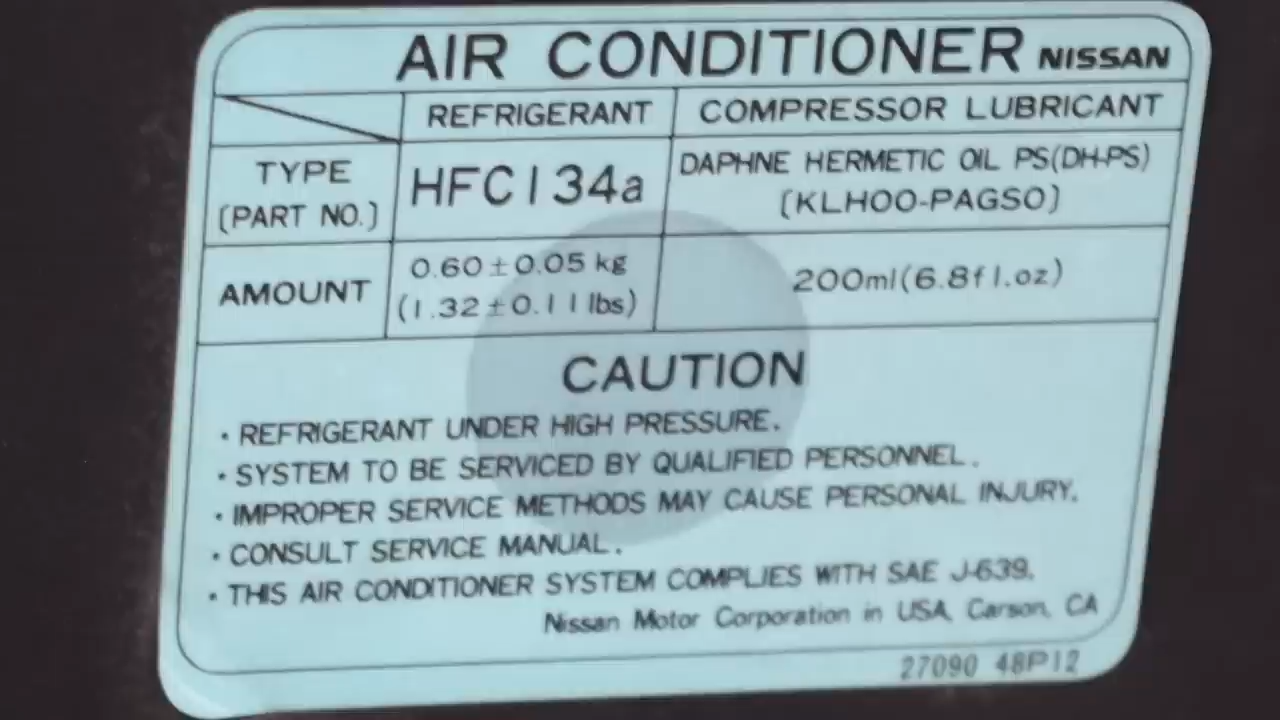 AIR CONDITIONER NISSAN
REFRIGERANT COMPRESSOR LUBRICANT
TYPE
(PART NO.)
HFC134a
DAPHNE HERMETIC OIL PS(DH-PS)
(KLHOO-PAGSO)
AMOUNT
0.60±0.05 kg
(1.32±0.11 lbs)
200ml(6.8fl.oz)
CAUTION
• REFRIGERANT UNDER HIGH PRESSURE.
• SYSTEM TO BE SERVICED BY QUALIFIED PERSONNEL.
• IMPROPER SERVICE METHODS MAY CAUSE PERSONAL INJURY.
• CONSULT SERVICE MANUAL.
• THIS AIR CONDITIONER SYSTEM COMPLIES WITH SAE J-639.
Nissan Motor Corporation in USA, Carson, CA
27090 48P12